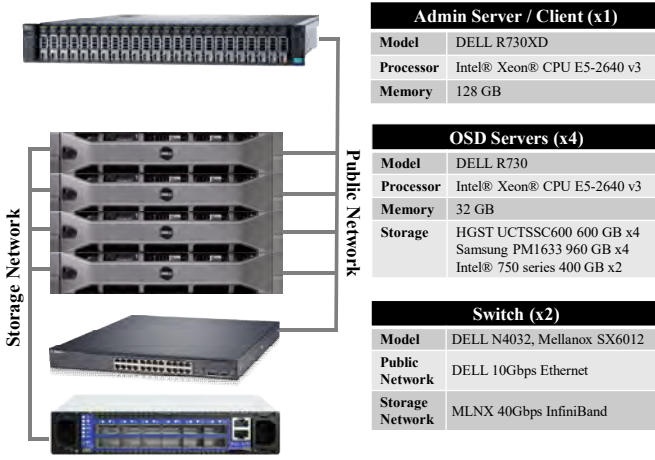 Storage Network
Public Network
Admin Server / Client (x1)
Model DELL R730XD
Processor Intel® Xeon® CPU E5-2640 v3
Memory 128 GB
OSD Servers (x4)
Model DELL R730
Processor Intel® Xeon® CPU E5-2640 v3
Memory 32 GB
Storage HGST UCTSSC600 600 GB x4
Samsung PM1633 960 GB x4
Intel® 750 series 400 GB x2
Switch (x2)
Model DELL N4032, Mellanox SX6012
Public
Network DELL 10Gbps Ethernet
Storage
Network MLNX 40Gbps InfiniBand